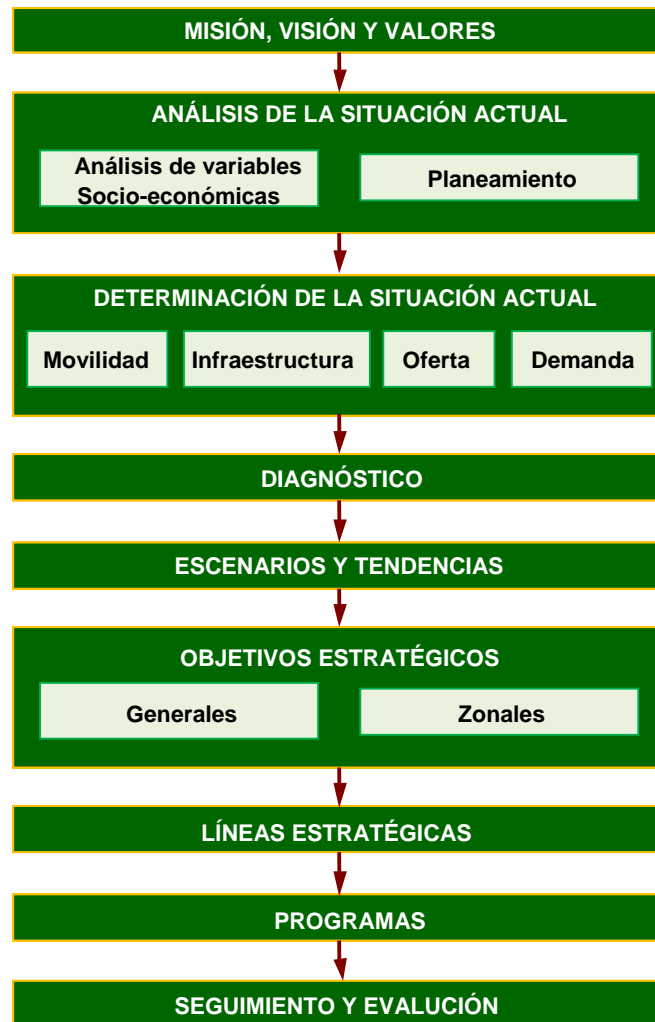 MISIÓN, VISIÓN Y VALORES
ANÁLISIS DE LA SITUACIÓN ACTUAL
Análisis de variables
Socio-económicas
Planeamiento
DETERMINACIÓN DE LA SITUACIÓN ACTUAL
Movilidad
Infraestructura
Oferta
Demanda
DIAGNÓSTICO
ESCENARIOS Y TENDENCIAS
OBJETIVOS ESTRATÉGICOS
Generales
Zonales
LÍNEAS ESTRATÉGICAS
PROGRAMAS
SEGUIMIENTO Y EVALUCIÓN